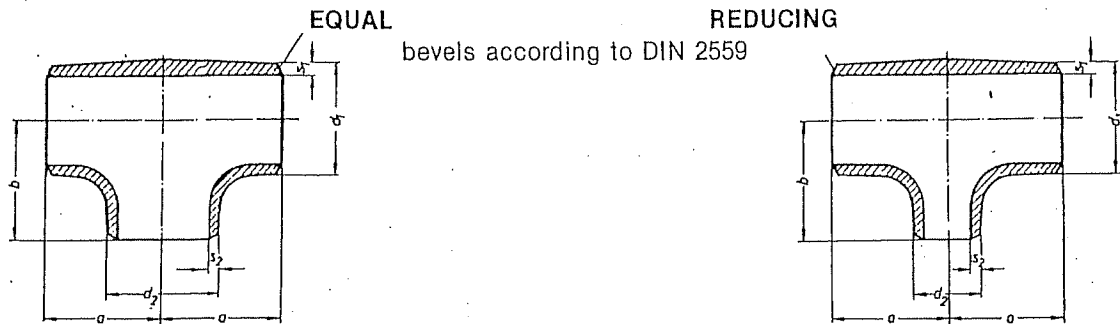 EQUAL
REDUCING
bevels according to DIN 2559
s₁
d₁
b
s₂
d₂
a
a
s₁
d₁
b
s₂
d₂
a
a